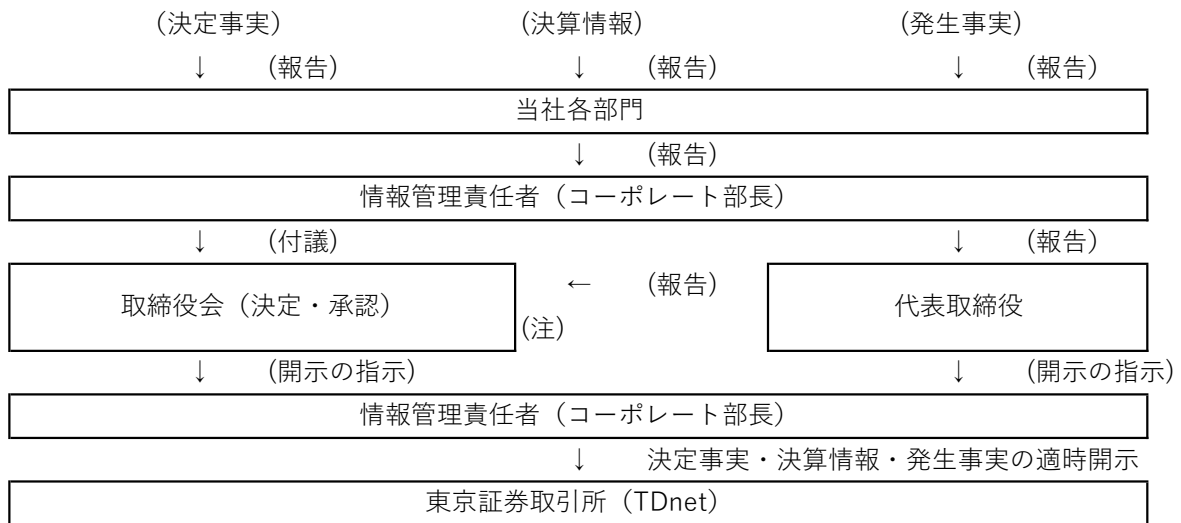 (決定事実) (決算情報) (発生事実)
↓ (報告) ↓ (報告) ↓ (報告)
当社各部門
↓ (報告)
情報管理責任者（コーポレート部長）
↓ (付議) ↓ (報告)
取締役会（決定・承認） ← (報告) 代表取締役
(注)
↓ (開示の指示) ↓ (開示の指示)
情報管理責任者（コーポレート部長）
↓ 決定事実・決算情報・発生事実の適時開示
東京証券取引所（TDnet）